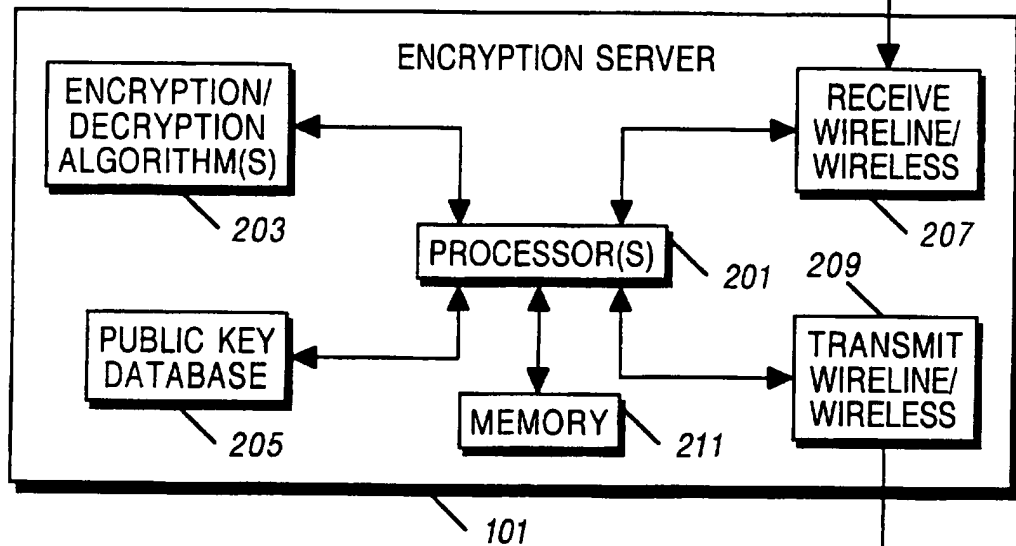 ENCRYPTION SERVER
ENCRYPTION/
DECRYPTION
ALGORITHM(S)
203
RECEIVE
WIRELINE/
WIRELESS
207
PROCESSOR(S)
201
209
PUBLIC KEY
DATABASE
205
MEMORY
211
TRANSMIT
WIRELINE/
WIRELESS
101